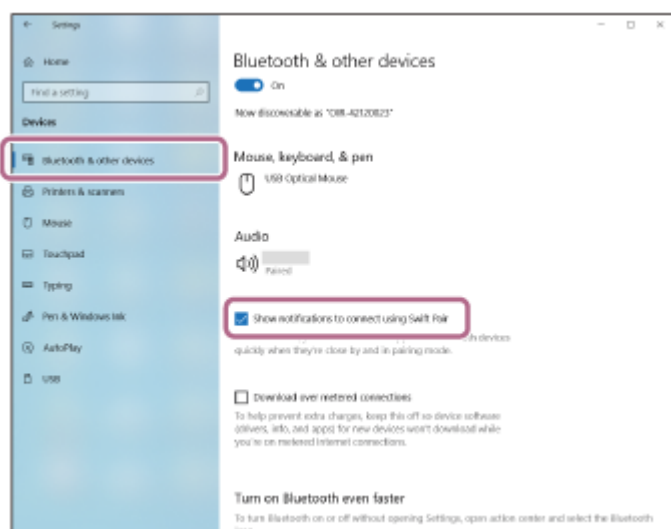 Settings
Home
Find a setting
Devices
Bluetooth & other devices
Printers & scanners
Mouse
Touchpad
Typing
Pen & Windows Ink
AutoPlay
USB
Bluetooth & other devices
On
Now discoverable as
Mouse, keyboard, & pen
USB Optical Mouse
Audio
Paired
Show notifications to connect using Swift Pair
devices
quickly when they're close by and in pairing mode.
Download over metered connections
To help prevent extra charges, keep this off so device software
(drivers, info, and apps) for new devices won't download while
you're on metered internet connections.
Turn on Bluetooth even faster
To turn Bluetooth on or off without opening Settings, open action center and select the Bluetooth